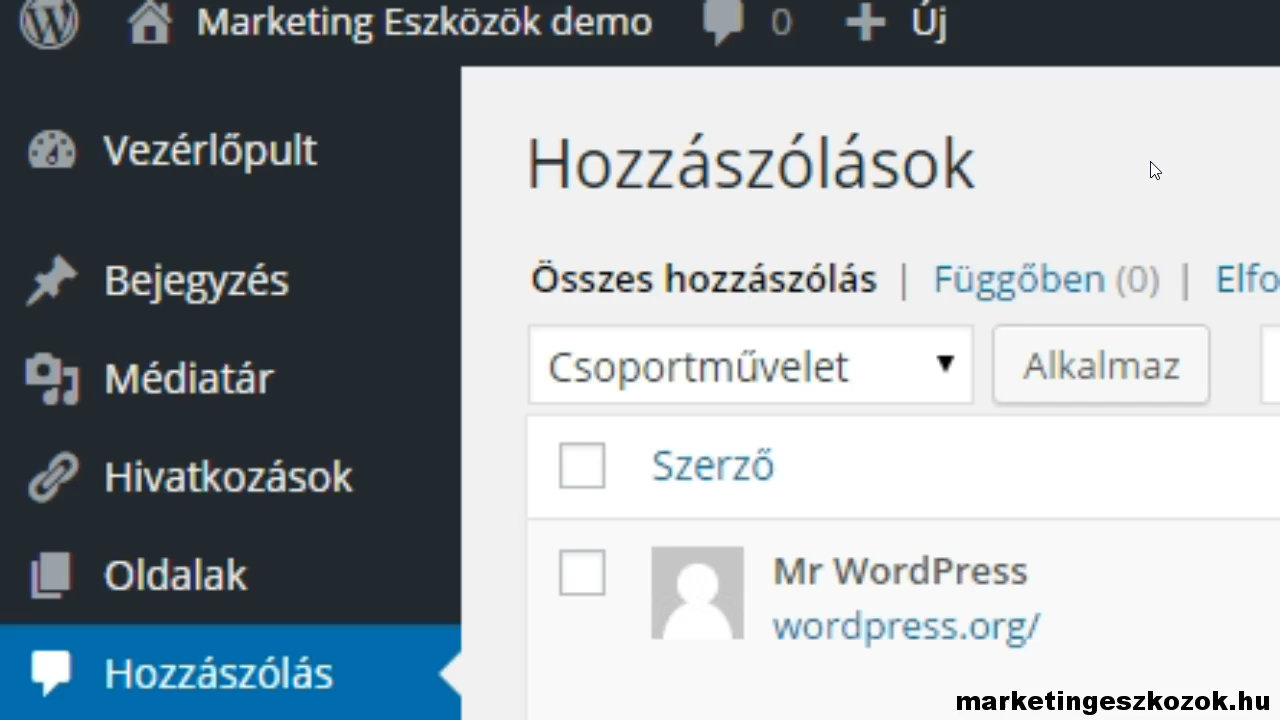 Marketing Eszközök demo 0 Új
Vezérlőpult
Bejegyzés
Médiatár
Hivatkozások
Oldalak
Hozzászólás
Hozzászólások
Összes hozzászólás | Függőben (0) | Elfo
Csoportművelet Alkalmaz
Szerző
Mr WordPress
wordpress.org/
marketingeszkozok.hu